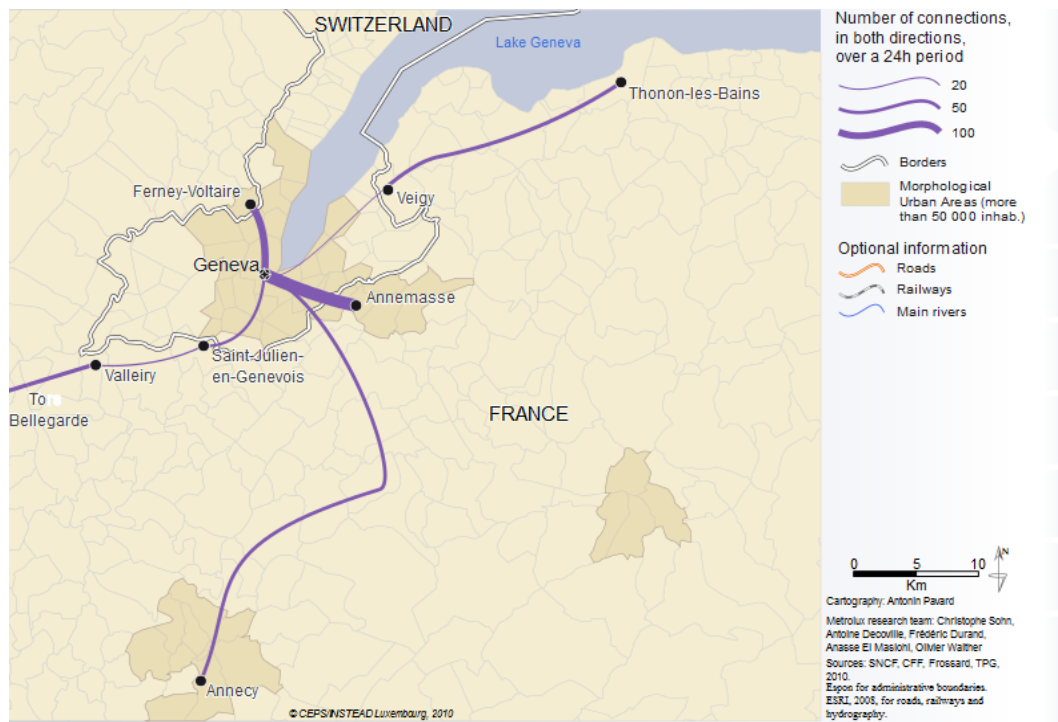 SWITZERLAND
Lake Geneva
Thonon-les-Bains
Ferney-Voltaire
Veigy
Geneva
Annemasse
Saint-Julien-
en-Genevois
Valleiry
To
Bellegarde
FRANCE
Annecy
© CEPS/INSTEAD Luxembourg, 2010
Number of connections,
in both directions,
over a 24h period
20
50
100
Borders
Morphological
Urban Areas (more
than 50 000 inhab.)
Optional information
Roads
Railways
Main rivers
N
0 5 10
Km
Cartography: Antonin Pavard
Metrolux research team: Christophe Sohn,
Antoine Decoville, Frédéric Durand,
Anasse El Maslohi, Olivier Walther
Sources: SNCF, CFF, Frossard, TPG,
2010.
Espon for administrative boundaries.
ESRI, 2008, for roads, railways and
hydrography.